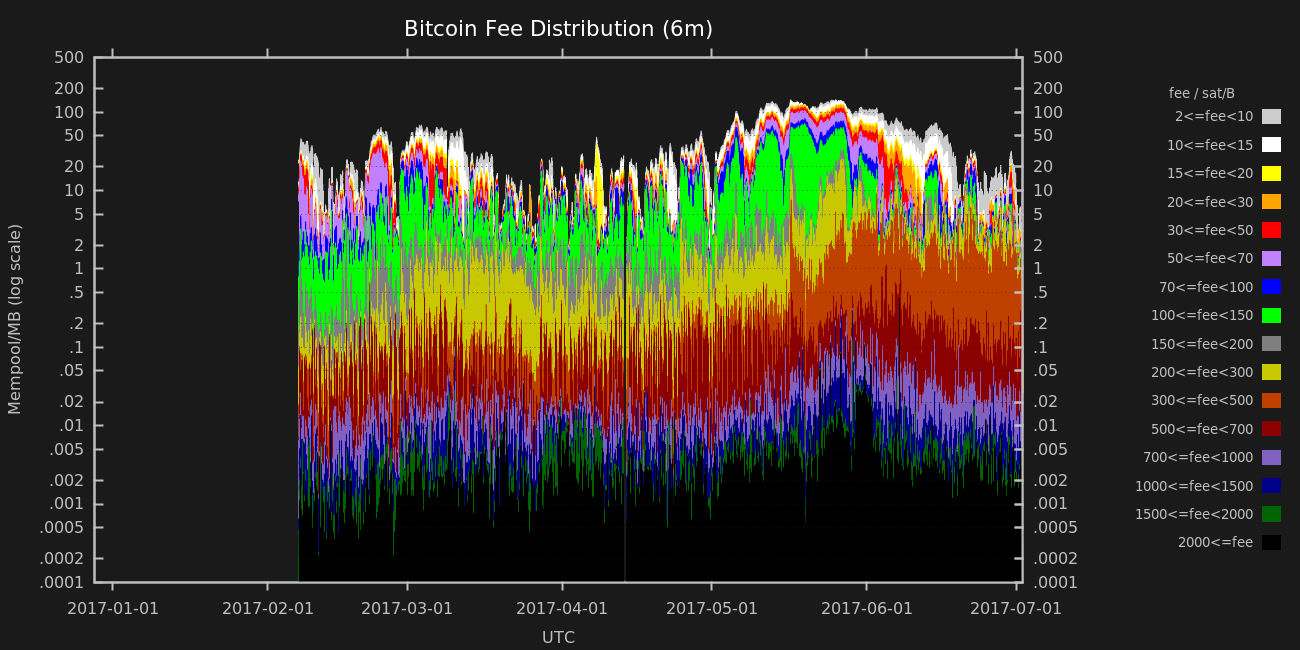 Bitcoin Fee Distribution (6m)
Mempool/MB (log scale)
500
200
100
50
20
10
5
2
1
.5
.2
.1
.05
.02
.01
.005
.002
.001
.0005
.0002
.0001
500
200
100
50
20
10
5
2
1
.5
.2
.1
.05
.02
.01
.005
.002
.001
.0005
.0002
.0001
2017-01-01 2017-02-01 2017-03-01 2017-04-01 2017-05-01 2017-06-01 2017-07-01
UTC
fee / sat/B
2<=fee<10
10<=fee<15
15<=fee<20
20<=fee<30
30<=fee<50
50<=fee<70
70<=fee<100
100<=fee<150
150<=fee<200
200<=fee<300
300<=fee<500
500<=fee<700
700<=fee<1000
1000<=fee<1500
1500<=fee<2000
2000<=fee